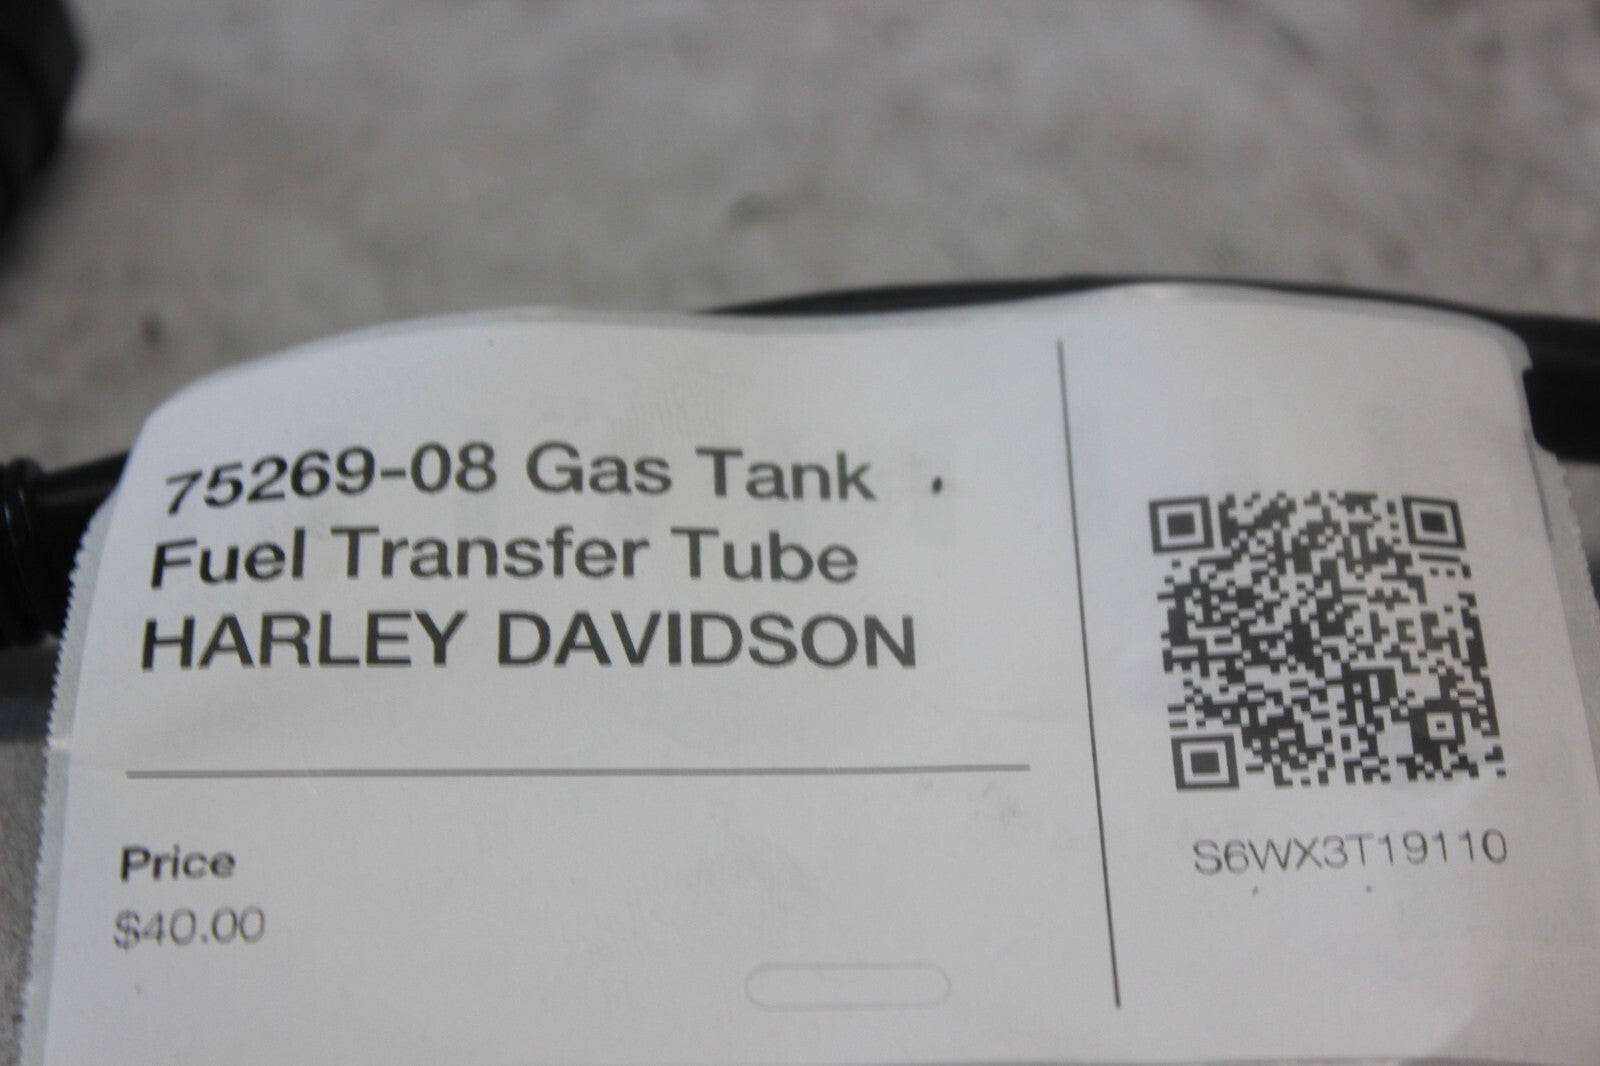 75269-08 Gas Tank
Fuel Transfer Tube
HARLEY DAVIDSON
Price
$40.00
S6WX3T19110